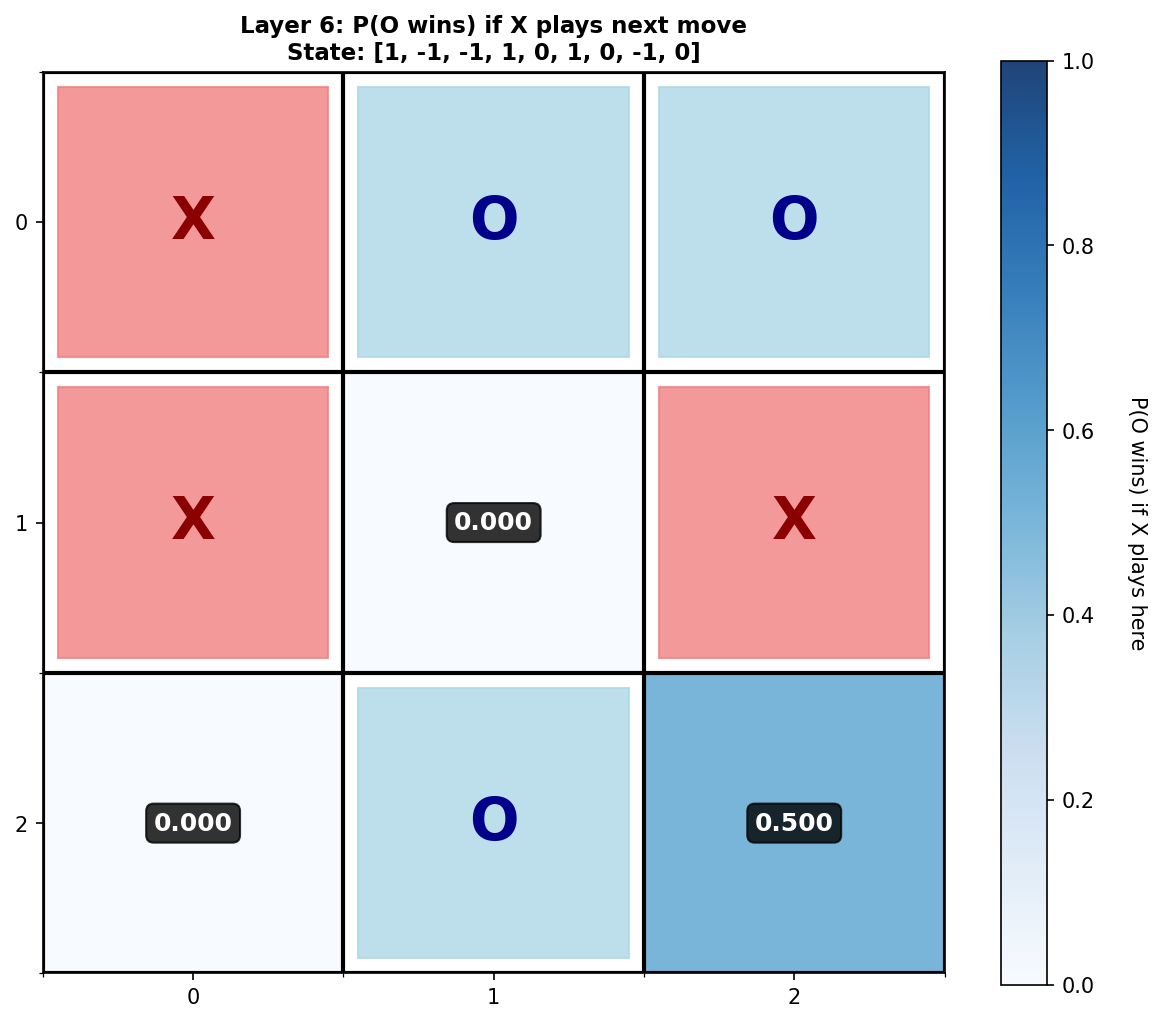 Layer 6: P(O wins) if X plays next move
State: [1, -1, -1, 1, 0, 1, 0, -1, 0]
0 X O O
1 X 0.000 X
2 0.000 O 0.500
0 1 2
1.0
0.8
0.6
0.4
0.2
0.0
P(O wins) if X plays here